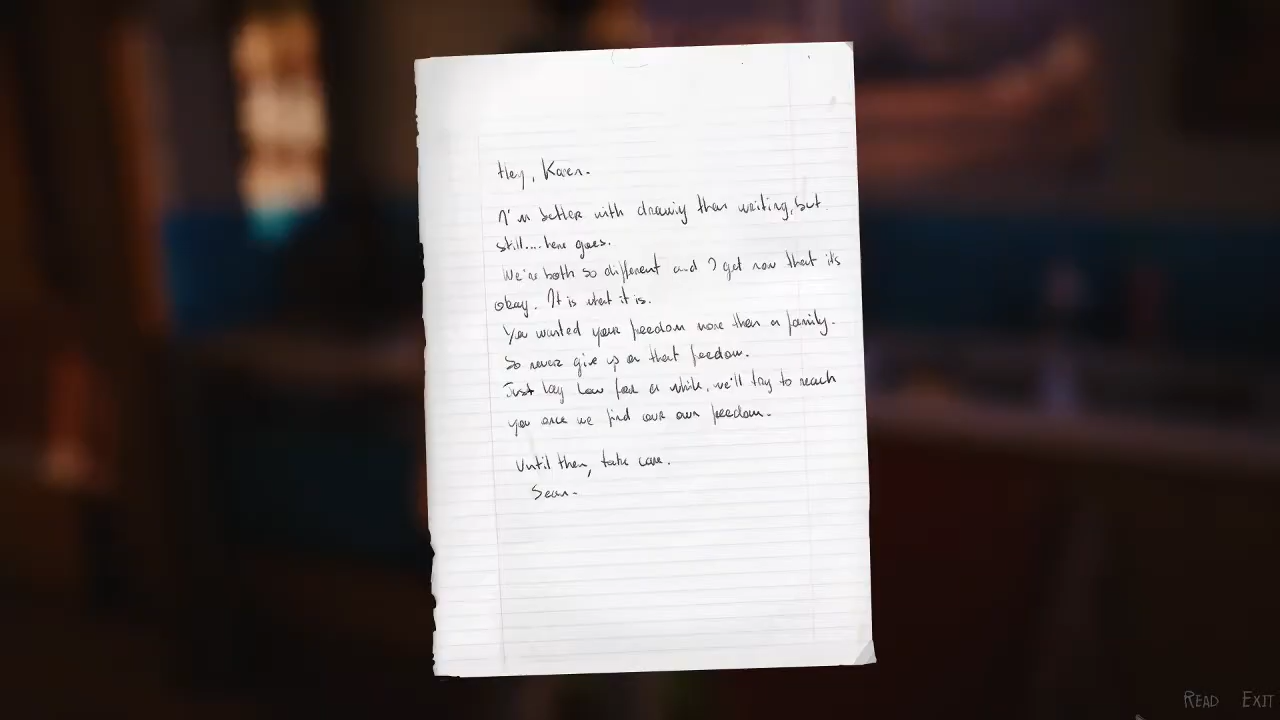 Hey, Karen.
I'm better with drawing than writing, but
still.... here goes.
We're both so different and I get now that it's
okay. It is what it is.
You wanted your freedom more than a family.
So never give up on that freedom.
Just lay low for a while, we'll try to reach
you once we find our own freedom.
Until then, take care.
Sean.
READ EXIT